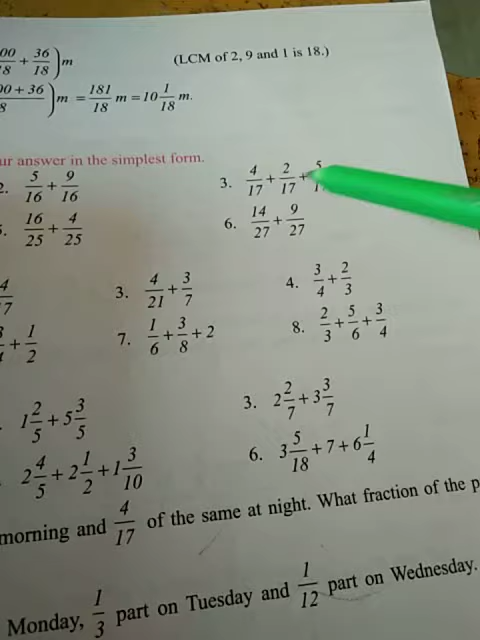 00/18 + 36/18) m (LCM of 2, 9 and 1 is 18.)
00 + 36/8) m = 181/18 m = 10 1/18 m.
ur answer in the simplest form.
2. 5/16 + 9/16 3. 4/17 + 2/17 + 5/1
16/25 + 4/25 6. 14/27 + 9/27
4/7 3. 4/21 + 3/7 4. 3/4 + 2/3
+ 1/2 7. 1/6 + 3/8 + 2 8. 2/3 + 5/6 + 3/4
1 2/5 + 5 3/5 3. 2 2/7 + 3 3/7
2 4/5 + 2 1/2 + 1 3/10 6. 3 5/18 + 7 + 6 1/4
morning and 4/17 of the same at night. What fraction of the p
Monday, 1/3 part on Tuesday and 1/12 part on Wednesday.